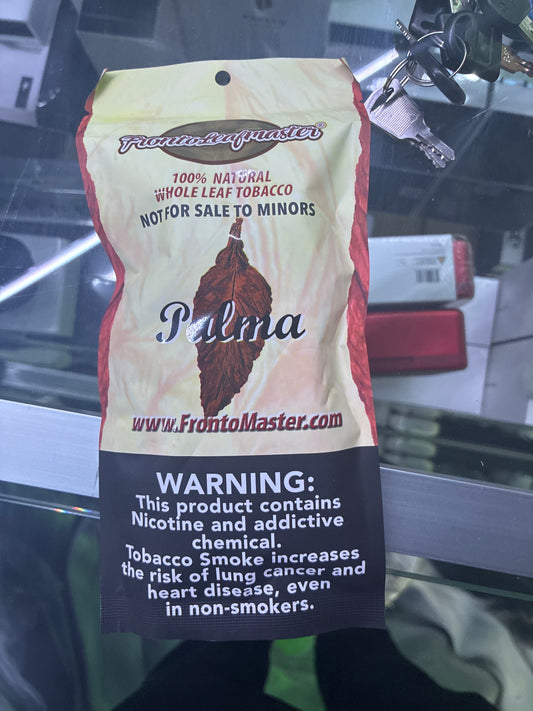 FrontoLeafmaster®
100% NATURAL
WHOLE LEAF TOBACCO
NOT FOR SALE TO MINORS
Palma
www.FrontoMaster.com
WARNING:
This product contains
Nicotine and addictive
chemical.
Tobacco Smoke increases
the risk of lung cancer and
heart disease, even
in non-smokers.